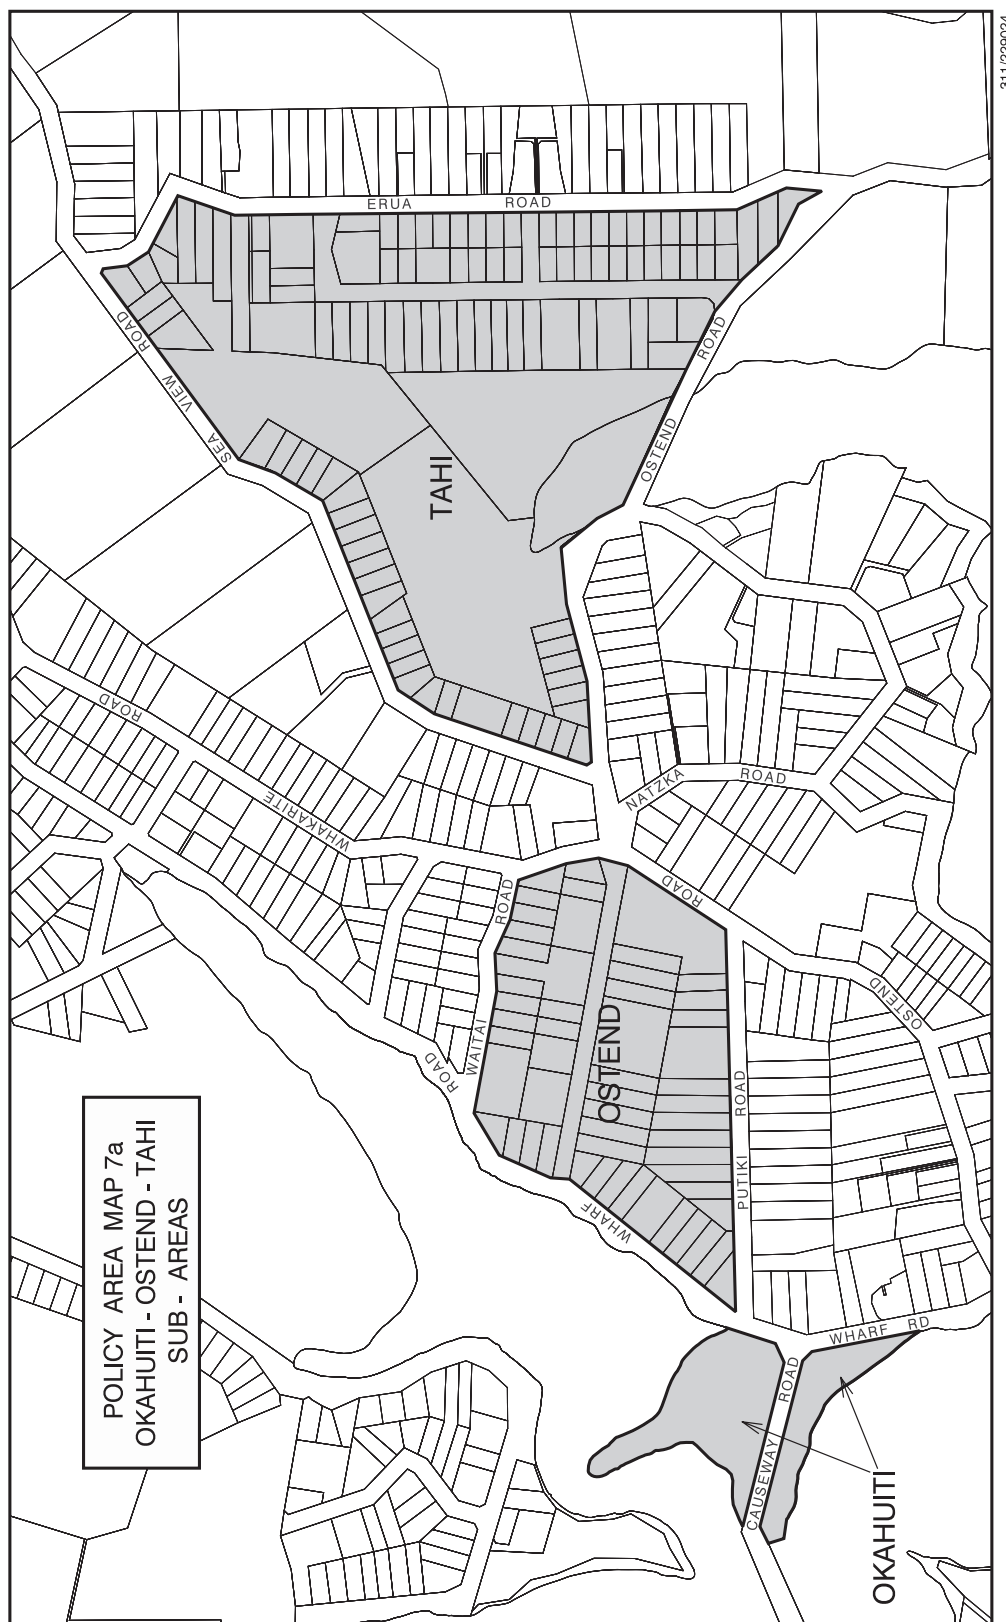 POLICY AREA MAP 7a
OKAHUITI - OSTEND - TAHI
SUB - AREAS
ERUA ROAD
SEA VIEW ROAD
TAHI
OSTEND ROAD
ROAD
WHAKARITE
NATZKA ROAD
ROAD
ROAD
WAITAI
ROAD
OSTEND
OSTEND
PUTIKI ROAD
WHARF
WHARF RD
CAUSEWAY ROAD
OKAHUITI